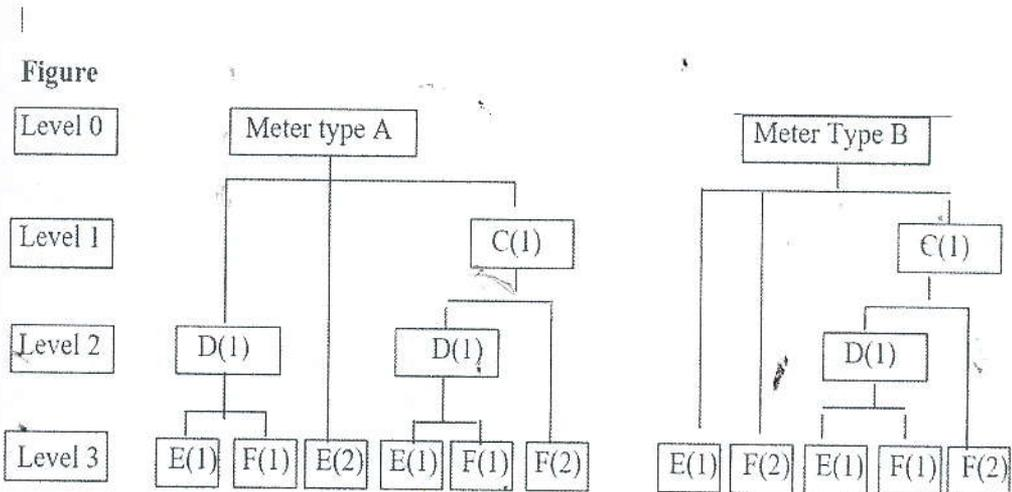 Figure
Level 0 Meter type A Meter Type B
Level 1 C(1) C(1)
Level 2 D(1) D(1) D(1)
Level 3 E(1) F(1) E(2) E(1) F(1) F(2) E(1) F(2) E(1) F(1) F(2)